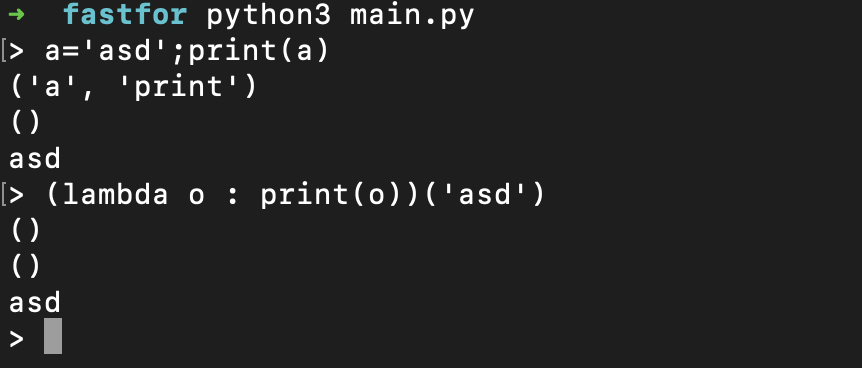 → fastfor python3 main.py
[> a='asd';print(a)
('a', 'print')
()
asd
[> (lambda o : print(o))('asd')
()
()
asd
>